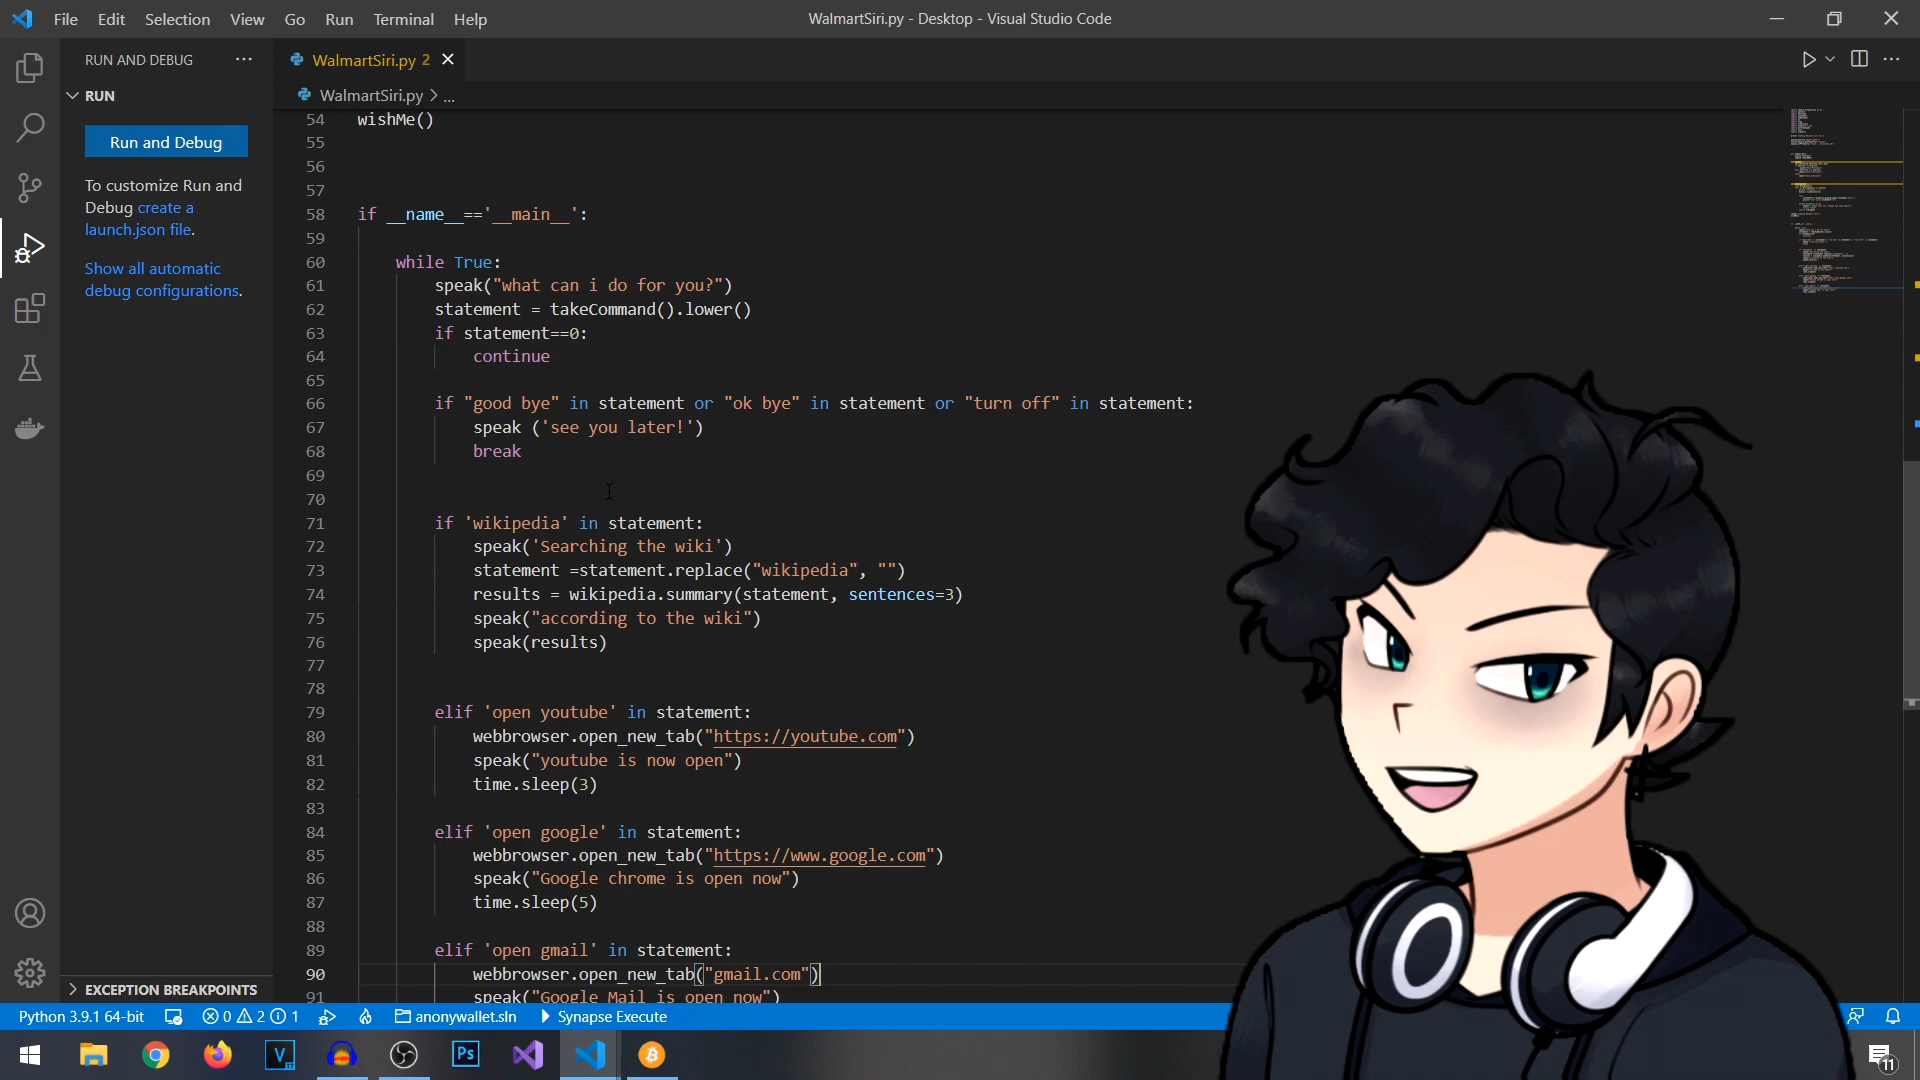 File Edit Selection View Go Run Terminal Help
WalmartSiri.py - Desktop - Visual Studio Code
RUN AND DEBUG ···
WalmartSiri.py 2
RUN
WalmartSiri.py > ...
Run and Debug
To customize Run and
Debug create a
launch.json file.
Show all automatic
debug configurations.
54 wishMe()
55
56
57
58 if __name__=='__main__':
59
60 while True:
61 speak("what can i do for you?")
62 statement = takeCommand().lower()
63 if statement==0:
64 continue
65
66 if "good bye" in statement or "ok bye" in statement or "turn off" in statement:
67 speak ('see you later!')
68 break
69
70
71 if 'wikipedia' in statement:
72 speak('Searching the wiki')
73 statement =statement.replace("wikipedia", "")
74 results = wikipedia.summary(statement, sentences=3)
75 speak("according to the wiki")
76 speak(results)
77
78
79 elif 'open youtube' in statement:
80 webbrowser.open_new_tab("https://youtube.com")
81 speak("youtube is now open")
82 time.sleep(3)
83
84 elif 'open google' in statement:
85 webbrowser.open_new_tab("https://www.google.com")
86 speak("Google chrome is open now")
87 time.sleep(5)
88
89 elif 'open gmail' in statement:
90 webbrowser.open_new_tab("gmail.com")
91 speak("Google Mail is open now")
EXCEPTION BREAKPOINTS
Python 3.9.1 64-bit 0 2 1 anonywallet.sln Synapse Execute
V 17 Ps 11